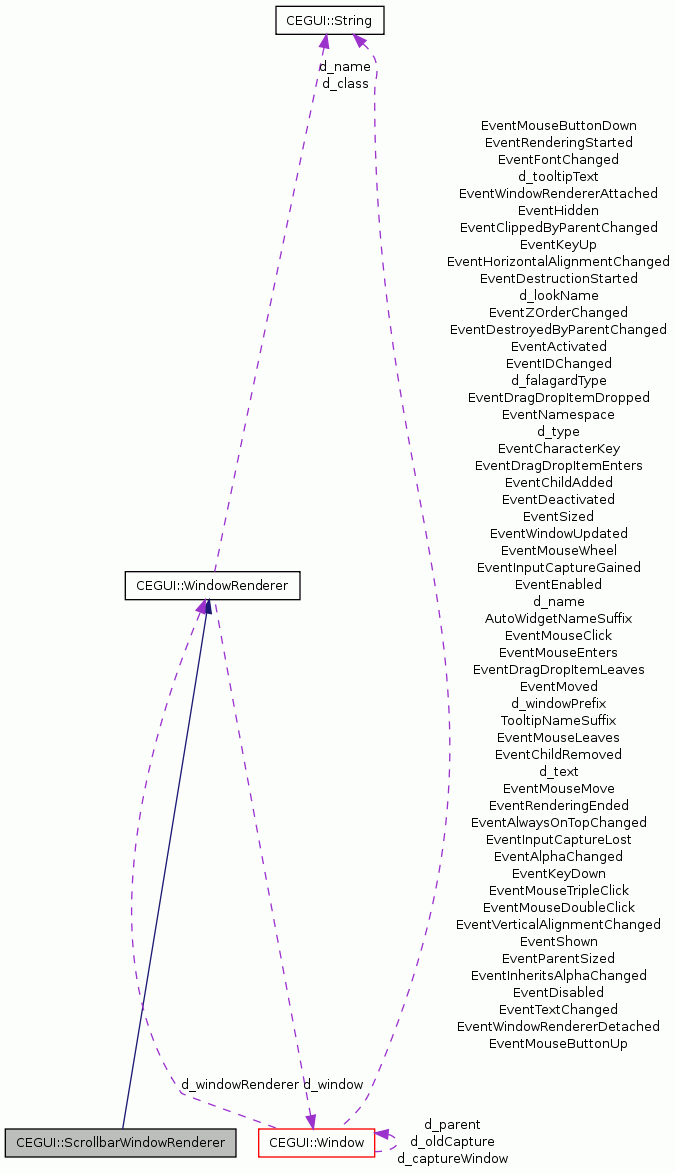 CEGUI::String
d_name
d_class
EventMouseButtonDown
EventRenderingStarted
EventFontChanged
d_tooltipText
EventWindowRendererAttached
EventHidden
EventClippedByParentChanged
EventKeyUp
EventHorizontalAlignmentChanged
EventDestructionStarted
d_lookName
EventZOrderChanged
EventDestroyedByParentChanged
EventActivated
EventIDChanged
d_falagardType
EventDragDropItemDropped
EventNamespace
d_type
EventCharacterKey
EventDragDropItemEnters
EventChildAdded
EventDeactivated
EventSized
EventWindowUpdated
EventMouseWheel
EventInputCaptureGained
EventEnabled
d_name
AutoWidgetNameSuffix
EventMouseClick
EventMouseEnters
EventDragDropItemLeaves
EventMoved
d_windowPrefix
TooltipNameSuffix
EventMouseLeaves
EventChildRemoved
d_text
EventMouseMove
EventRenderingEnded
EventAlwaysOnTopChanged
EventInputCaptureLost
EventAlphaChanged
EventKeyDown
EventMouseTripleClick
EventMouseDoubleClick
EventVerticalAlignmentChanged
EventShown
EventParentSized
EventInheritsAlphaChanged
EventDisabled
EventTextChanged
EventWindowRendererDetached
EventMouseButtonUp
CEGUI::WindowRenderer
d_windowRenderer
d_window
CEGUI::ScrollbarWindowRenderer
CEGUI::Window
d_parent
d_oldCapture
d_captureWindow